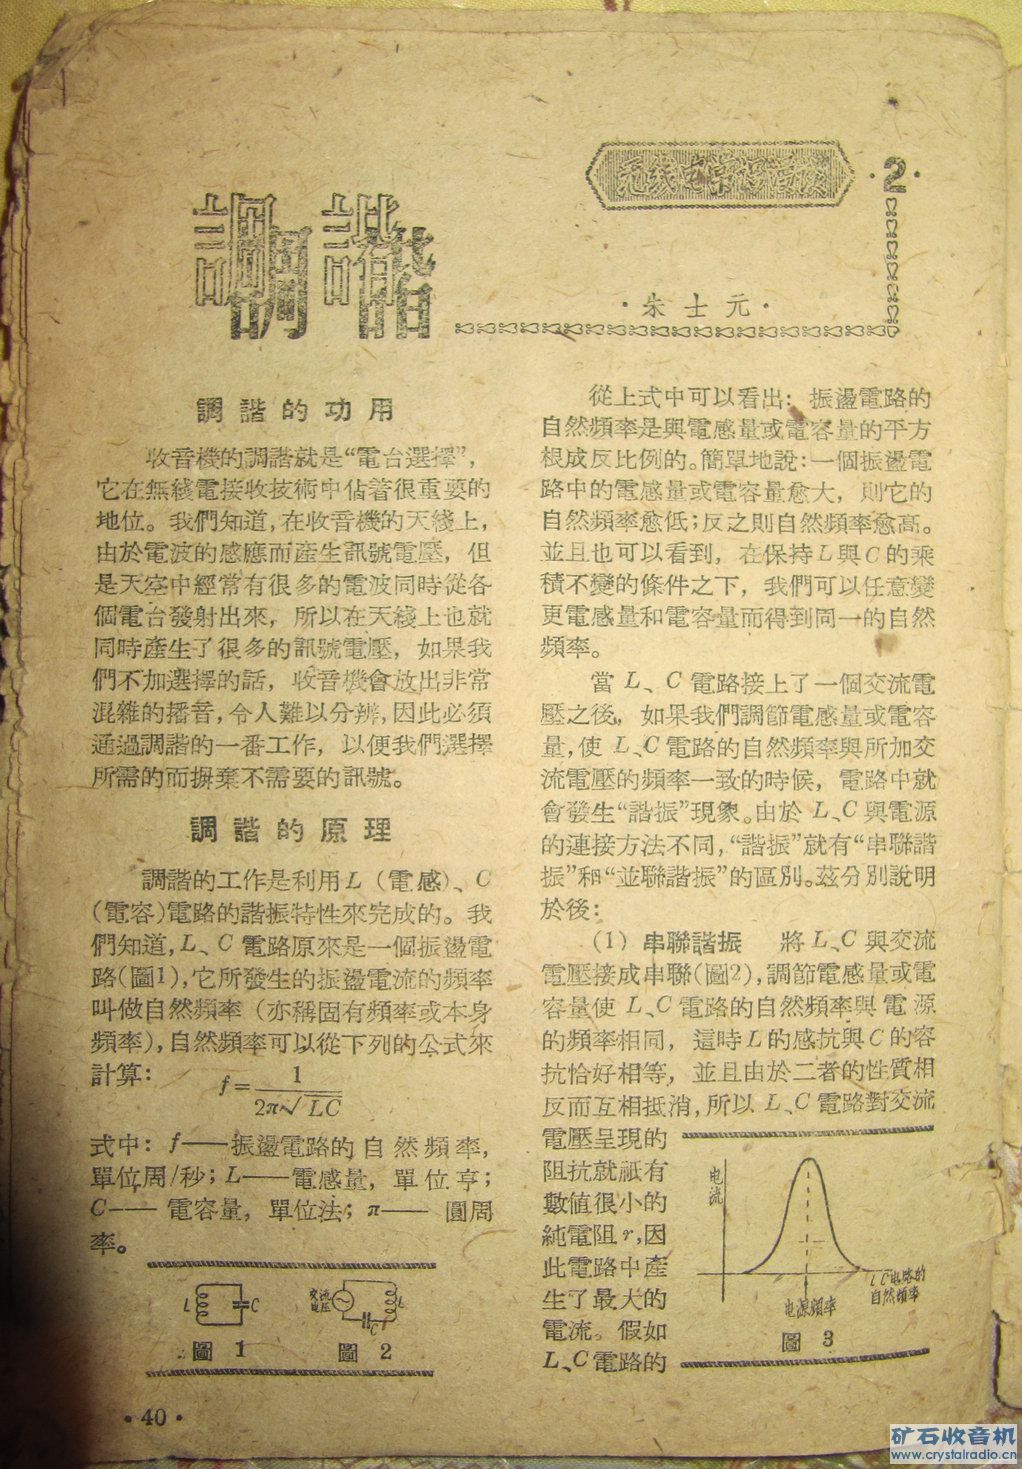 ·2·
調諧
·朱士元·
調諧的功用
收音機的調諧就是“電台選擇”，
它在無綫電接收技術中佔著很重要的
地位。我們知道，在收音機的天綫上，
由於電波的感應而產生訊號電壓，但
是天空中經常有很多的電波同時從各
個電台發射出來，所以在天綫上也就
同時產生了很多的訊號電壓，如果我
們不加選擇的話，收音機會放出非常
混雜的播音，令人難以分辨，因此必須
通過調諧的一番工作，以便我們選擇
所需的而摒棄不需要的訊號。
調諧的原理
調諧的工作是利用L（電感）、C
（電容）電路的諧振特性來完成的。我
們知道，L、C電路原來是一個振盪電
路（圖1），它所發生的振盪電流的頻率
叫做自然頻率（亦稱固有頻率或本身
頻率），自然頻率可以從下列的公式來
計算：
f=1/2π√LC
式中：f——振盪電路的自然頻率，
單位周/秒；L——電感量，單位亨；
C——電容量，單位法；π——圓周
率。
L C
圖 1
交流
电压
C L
圖 2
從上式中可以看出：振盪電路的
自然頻率是與電感量或電容量的平方
根成反比例的。簡單地說：一個振盪電
路中的電感量或電容量愈大，則它的
自然頻率愈低；反之則自然頻率愈高。
並且也可以看到，在保持L與C的乘
積不變的條件之下，我們可以任意變
更電感量和電容量而得到同一的自然
頻率。
當L、C電路接上了一個交流電
壓之後，如果我們調節電感量或電容
量，使L、C電路的自然頻率與所加交
流電壓的頻率一致的時候，電路中就
會發生“諧振”現象。由於L、C與電源
的連接方法不同，“諧振”就有“串聯諧
振”和“並聯諧振”的區別。茲分別說明
於後：
（1）串聯諧振　將L、C與交流
電壓接成串聯（圖2），調節電感量或電
容量使L、C電路的自然頻率與電源
的頻率相同，這時L的感抗與C的容
抗恰好相等，並且由於二者的性質相
反而互相抵消，所以L、C電路對交流
電壓呈現的
阻抗就祇有
數值很小的
純電阻r，因
此電路中產
生了最大的
電流。假如
L、C電路的
电流
电源頻率
LC电路的
自然頻率
圖 3
·40·
矿石收音机
www.crystalradio.cn